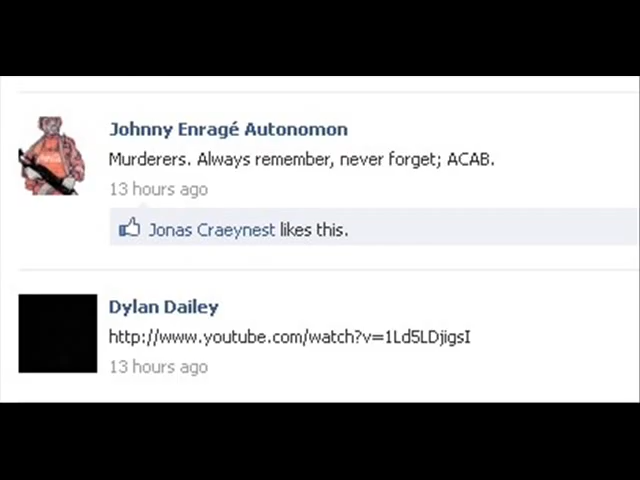 Johnny Enragé Autonomon
Murderers. Always remember, never forget; ACAB.
13 hours ago
Jonas Craeynest likes this.
Dylan Dailey
http://www.youtube.com/watch?v=1Ld5LDjigsI
13 hours ago